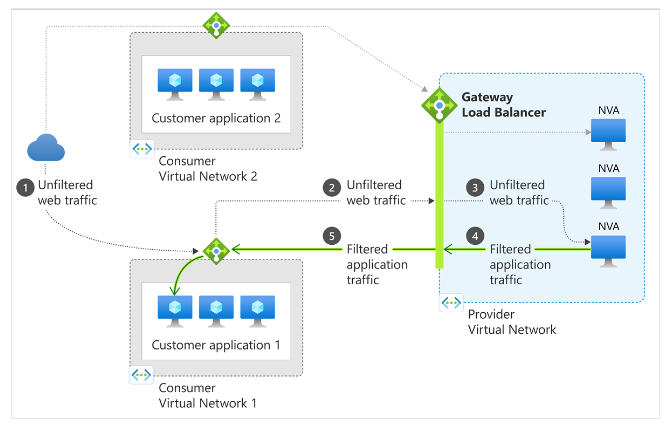 Customer application 2
Consumer
Virtual Network 2
Gateway
Load Balancer
NVA
NVA
NVA
1 Unfiltered
web traffic
2 Unfiltered
web traffic
3 Unfiltered
web traffic
5 Filtered
application
traffic
4 Filtered
application
traffic
Customer application 1
Consumer
Virtual Network 1
Provider
Virtual Network